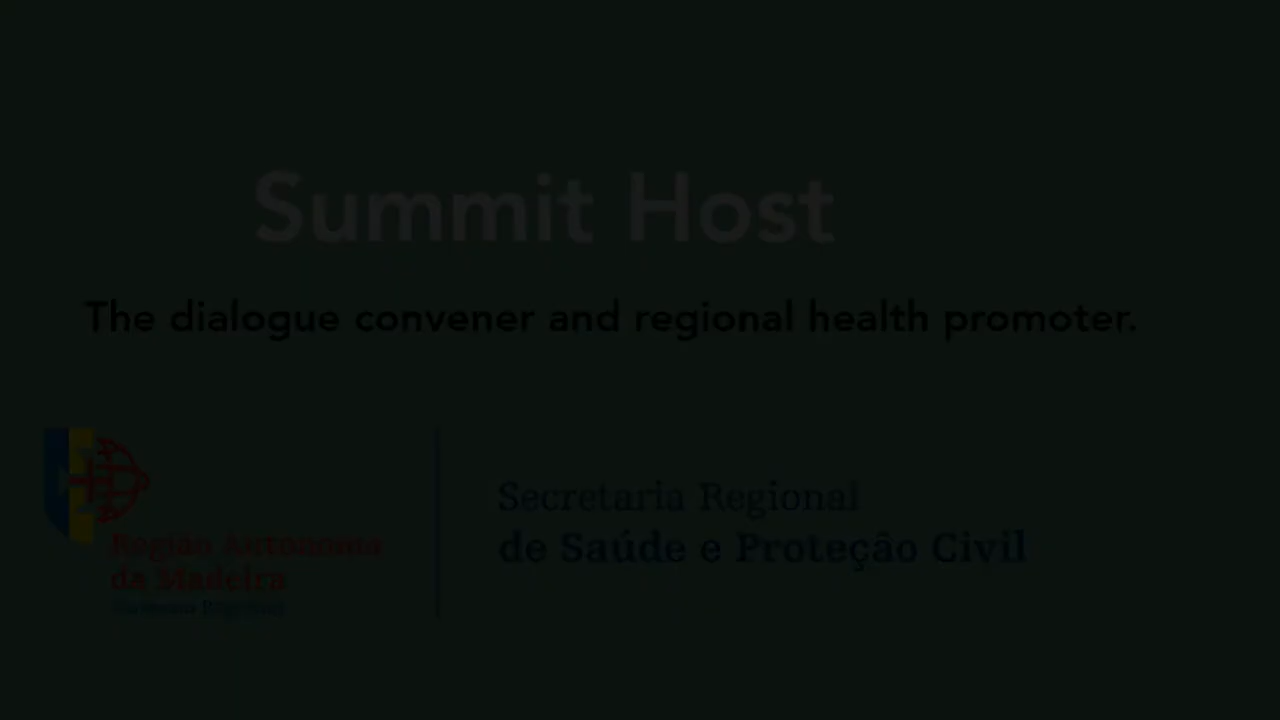 Summit Host
The dialogue convener and regional health promoter.
Região Autónoma
da Madeira
Governo Regional
Secretaria Regional
de Saúde e Proteção Civil